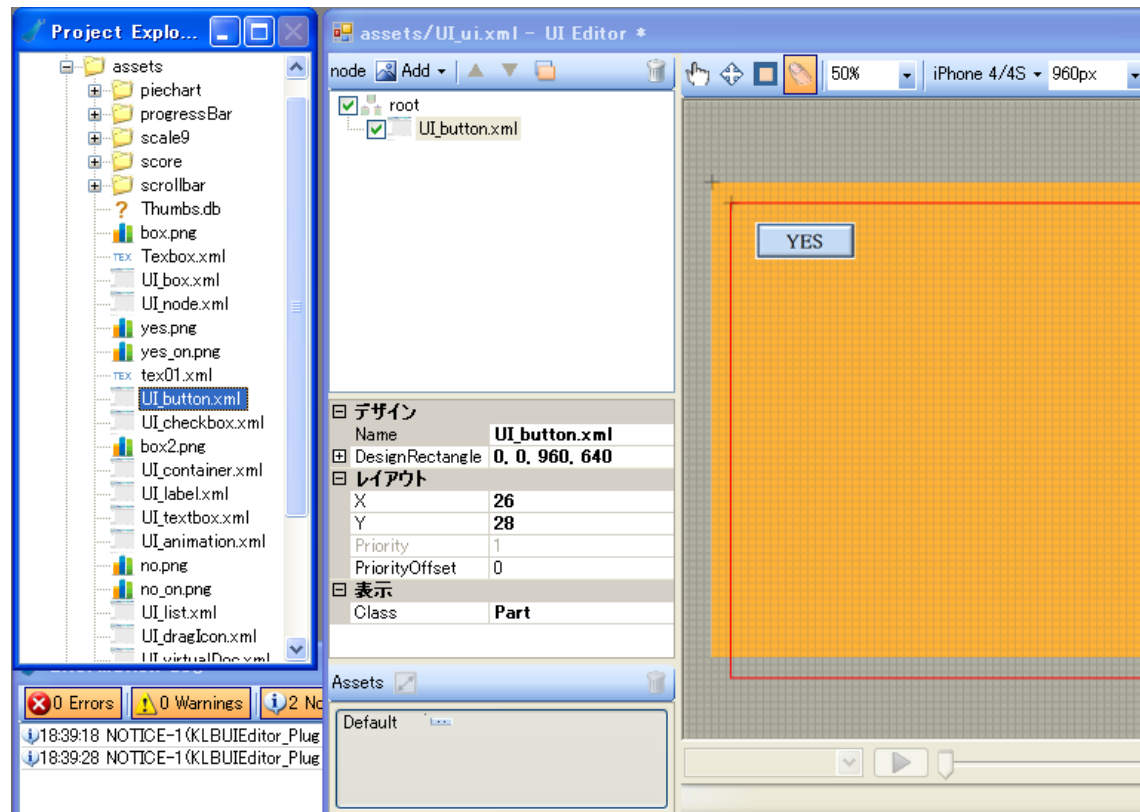 Project Explo...
assets
piechart
progressBar
scale9
score
scrollbar
Thumbs.db
box.png
Texbox.xml
UI_box.xml
UI_node.xml
yes.png
yes_on.png
tex01.xml
UI_button.xml
UI_checkbox.xml
box2.png
UI_container.xml
UI_label.xml
UI_textbox.xml
UI_animation.xml
no.png
no_on.png
UI_list.xml
UI_dragIcon.xml
UI_virtualDoc.xml
0 Errors 0 Warnings 2 No
18:39:18 NOTICE-1(KLBUIEditor_Plug
18:39:28 NOTICE-1(KLBUIEditor_Plug
assets/UI_ui.xml - UI Editor *
node Add
50% iPhone 4/4S 960px
root
UI_button.xml
YES
デザイン
Name UI_button.xml
DesignRectangle 0, 0, 960, 640
レイアウト
X 26
Y 28
Priority 1
PriorityOffset 0
表示
Class Part
Assets
Default